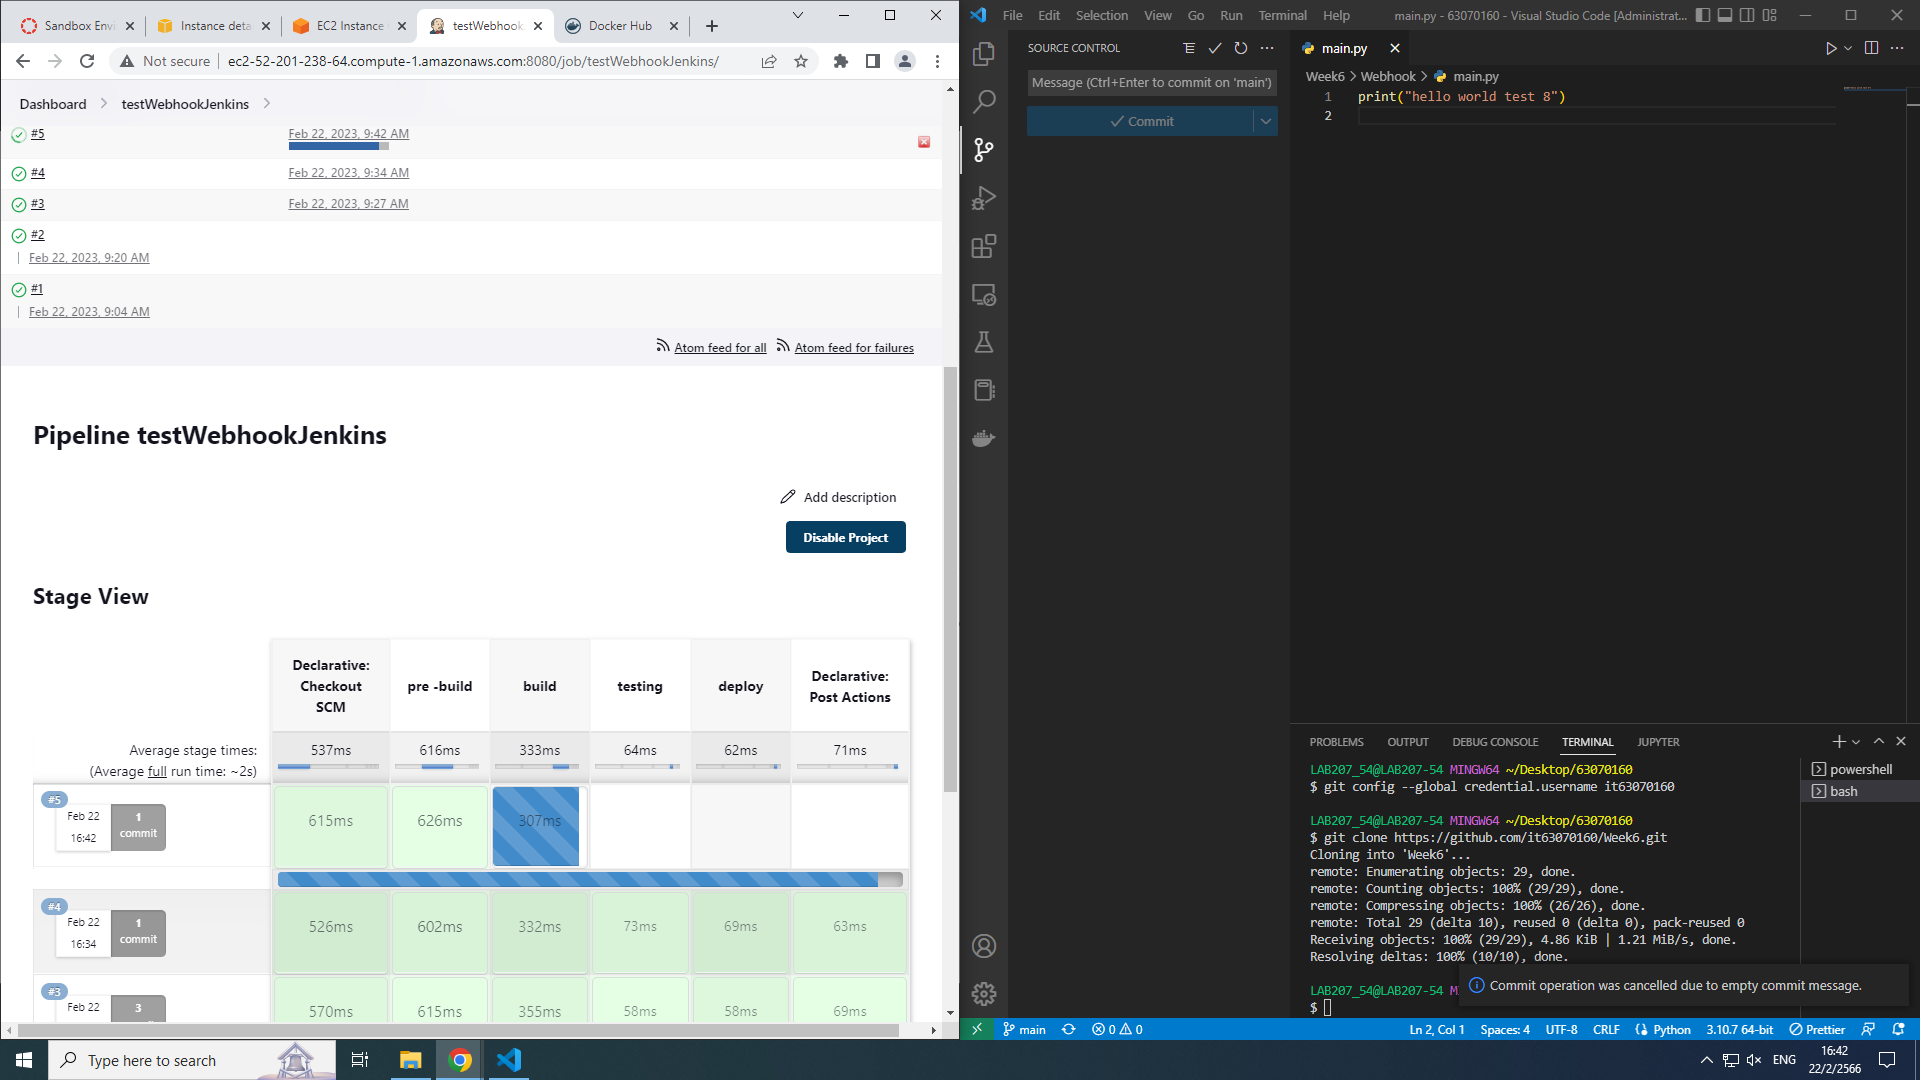 Sandbox Envi
Instance deta
EC2 Instance
testWebhook
Docker Hub
Not secure
ec2-52-201-238-64.compute-1.amazonaws.com:8080/job/testWebhookJenkins/
Dashboard
testWebhookJenkins
#5
Feb 22, 2023, 9:42 AM
#4
Feb 22, 2023, 9:34 AM
#3
Feb 22, 2023, 9:27 AM
#2
Feb 22, 2023, 9:20 AM
#1
Feb 22, 2023, 9:04 AM
Atom feed for all
Atom feed for failures
Pipeline testWebhookJenkins
Add description
Disable Project
Stage View
Declarative: Checkout SCM
pre -build
build
testing
deploy
Declarative: Post Actions
Average stage times:
(Average full run time: ~2s)
537ms
616ms
333ms
64ms
62ms
71ms
#5
Feb 22
16:42
1
commit
615ms
626ms
307ms
#4
Feb 22
16:34
1
commit
526ms
602ms
332ms
73ms
69ms
63ms
#3
Feb 22
3
570ms
615ms
355ms
58ms
58ms
69ms
File Edit Selection View Go Run Terminal Help
main.py - 63070160 - Visual Studio Code [Administrat...
SOURCE CONTROL
Message (Ctrl+Enter to commit on 'main')
Commit
main.py
Week6 > Webhook > main.py
1 print("hello world test 8")
2
PROBLEMS OUTPUT DEBUG CONSOLE TERMINAL JUPYTER
powershell
bash
LAB207_54@LAB207-54 MINGW64 ~/Desktop/63070160
$ git config --global credential.username it63070160
LAB207_54@LAB207-54 MINGW64 ~/Desktop/63070160
$ git clone https://github.com/it63070160/Week6.git
Cloning into 'Week6'...
remote: Enumerating objects: 29, done.
remote: Counting objects: 100% (29/29), done.
remote: Compressing objects: 100% (26/26), done.
remote: Total 29 (delta 10), reused 0 (delta 0), pack-reused 0
Receiving objects: 100% (29/29), 4.86 KiB | 1.21 MiB/s, done.
Resolving deltas: 100% (10/10), done.
LAB207_54@LAB207-54
$
Commit operation was cancelled due to empty commit message.
main
0 0
Ln 2, Col 1
Spaces: 4
UTF-8
CRLF
Python
3.10.7 64-bit
Prettier
Type here to search
ENG
16:42
22/2/2566